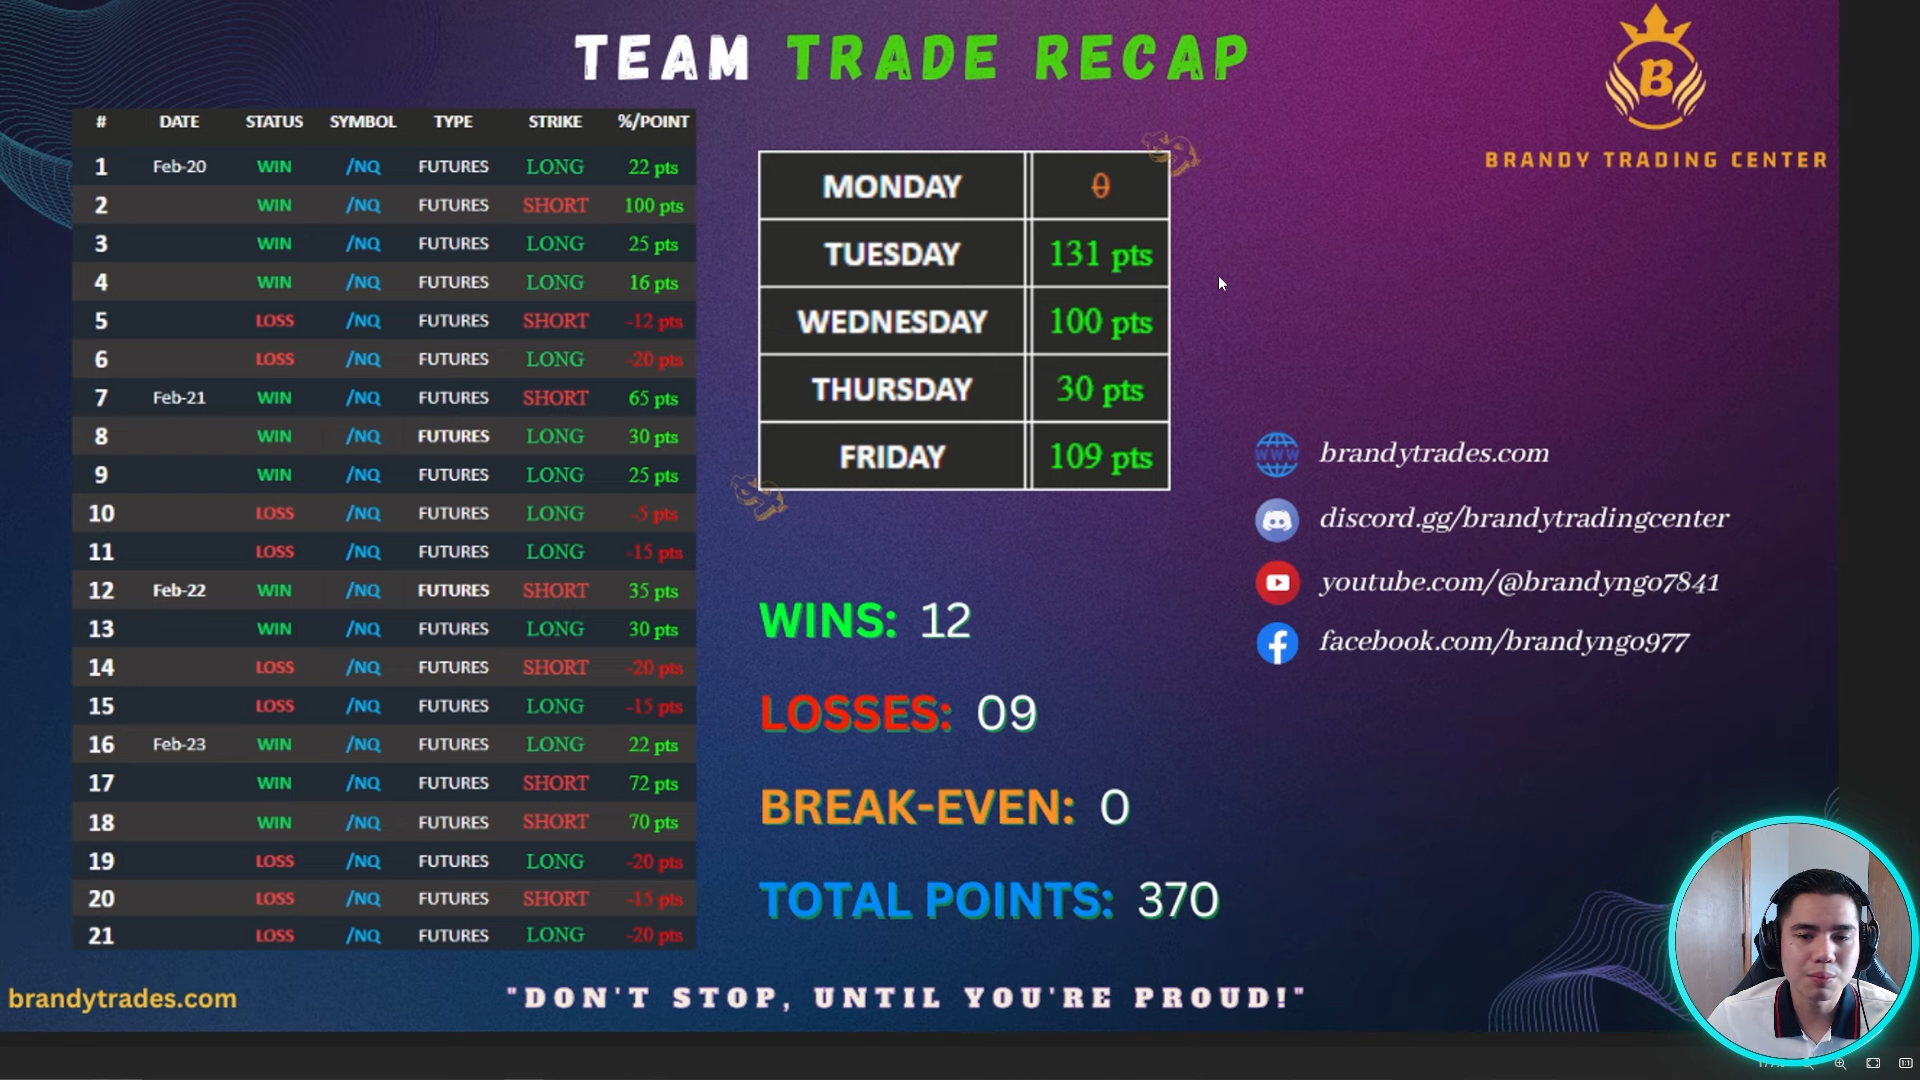 TEAM TRADE RECAP
B
BRANDY TRADING CENTER
# DATE STATUS SYMBOL TYPE STRIKE %/POINT
1 Feb-20 WIN /NQ FUTURES LONG 22 pts
2 WIN /NQ FUTURES SHORT 100 pts
3 WIN /NQ FUTURES LONG 25 pts
4 WIN /NQ FUTURES LONG 16 pts
5 LOSS /NQ FUTURES SHORT -12 pts
6 LOSS /NQ FUTURES LONG -20 pts
7 Feb-21 WIN /NQ FUTURES SHORT 65 pts
8 WIN /NQ FUTURES LONG 30 pts
9 WIN /NQ FUTURES LONG 25 pts
10 LOSS /NQ FUTURES LONG -5 pts
11 LOSS /NQ FUTURES LONG -15 pts
12 Feb-22 WIN /NQ FUTURES SHORT 35 pts
13 WIN /NQ FUTURES LONG 30 pts
14 LOSS /NQ FUTURES SHORT -20 pts
15 LOSS /NQ FUTURES LONG -15 pts
16 Feb-23 WIN /NQ FUTURES LONG 22 pts
17 WIN /NQ FUTURES SHORT 72 pts
18 WIN /NQ FUTURES SHORT 70 pts
19 LOSS /NQ FUTURES LONG -20 pts
20 LOSS /NQ FUTURES SHORT -15 pts
21 LOSS /NQ FUTURES LONG -20 pts
MONDAY 0
TUESDAY 131 pts
WEDNESDAY 100 pts
THURSDAY 30 pts
FRIDAY 109 pts
WINS: 12
LOSSES: 09
BREAK-EVEN: 0
TOTAL POINTS: 370
WWW brandytrades.com
discord.gg/brandytradingcenter
youtube.com/@brandyngo7841
facebook.com/brandyngo977
brandytrades.com
"DON'T STOP, UNTIL YOU'RE PROUD!"